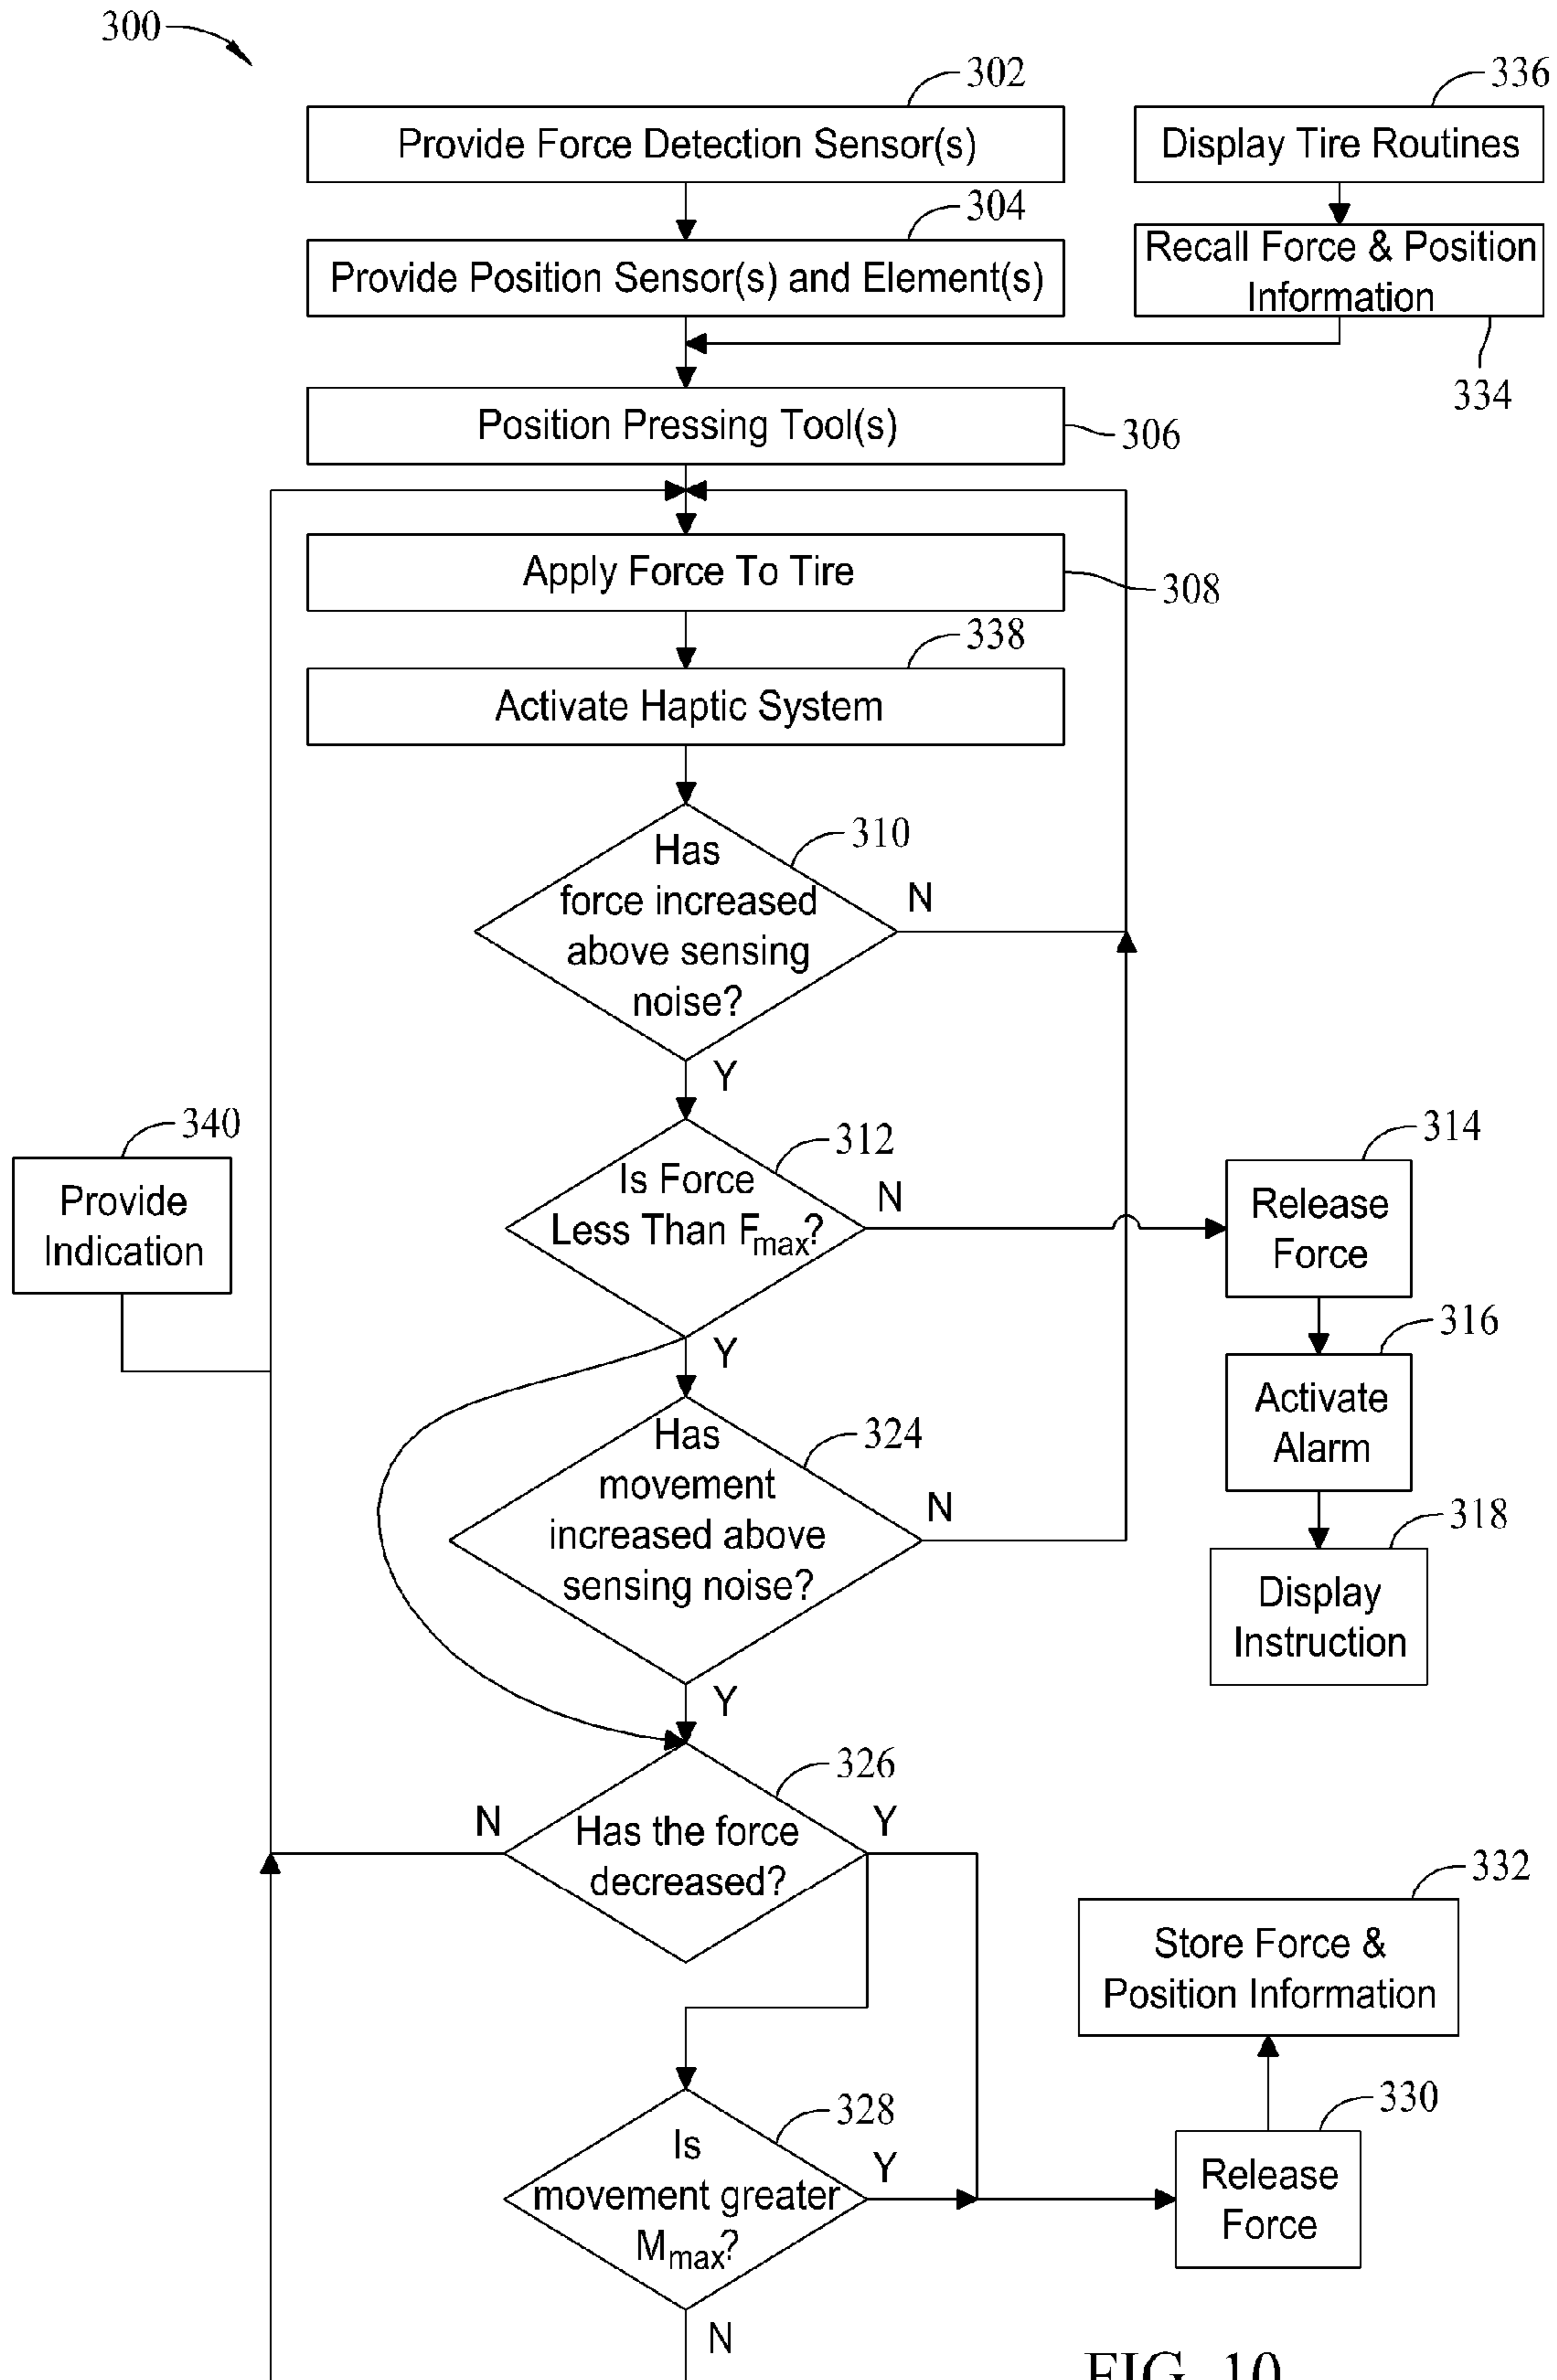 300
302
336
Provide Force Detection Sensor(s)
Display Tire Routines
304
Provide Position Sensor(s) and Element(s)
Recall Force & Position
Information
334
Position Pressing Tool(s)
306
Apply Force To Tire
308
338
Activate Haptic System
310
Has
force increased
above sensing
noise?
N
Y
340
Provide
Indication
312
Is Force
Less Than Fmax?
N
314
Release
Force
Y
316
Activate
Alarm
324
Has
movement
increased above
sensing noise?
N
318
Display
Instruction
Y
326
N
Has the force
decreased?
Y
332
Store Force &
Position Information
328
Is
movement greater
Mmax?
Y
330
Release
Force
N
FIG. 10